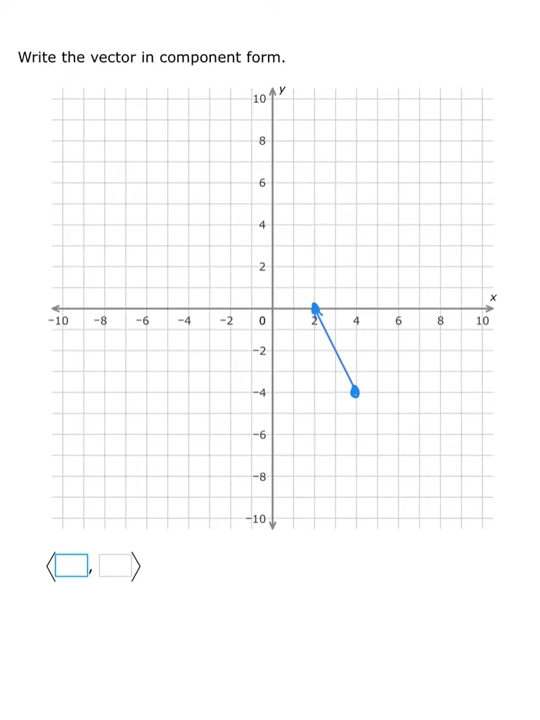 Write the vector in component form.
y
10
8
6
4
2
x
−10 −8 −6 −4 −2 0 2 4 6 8 10
−2
−4
−6
−8
−10
⟨ , ⟩